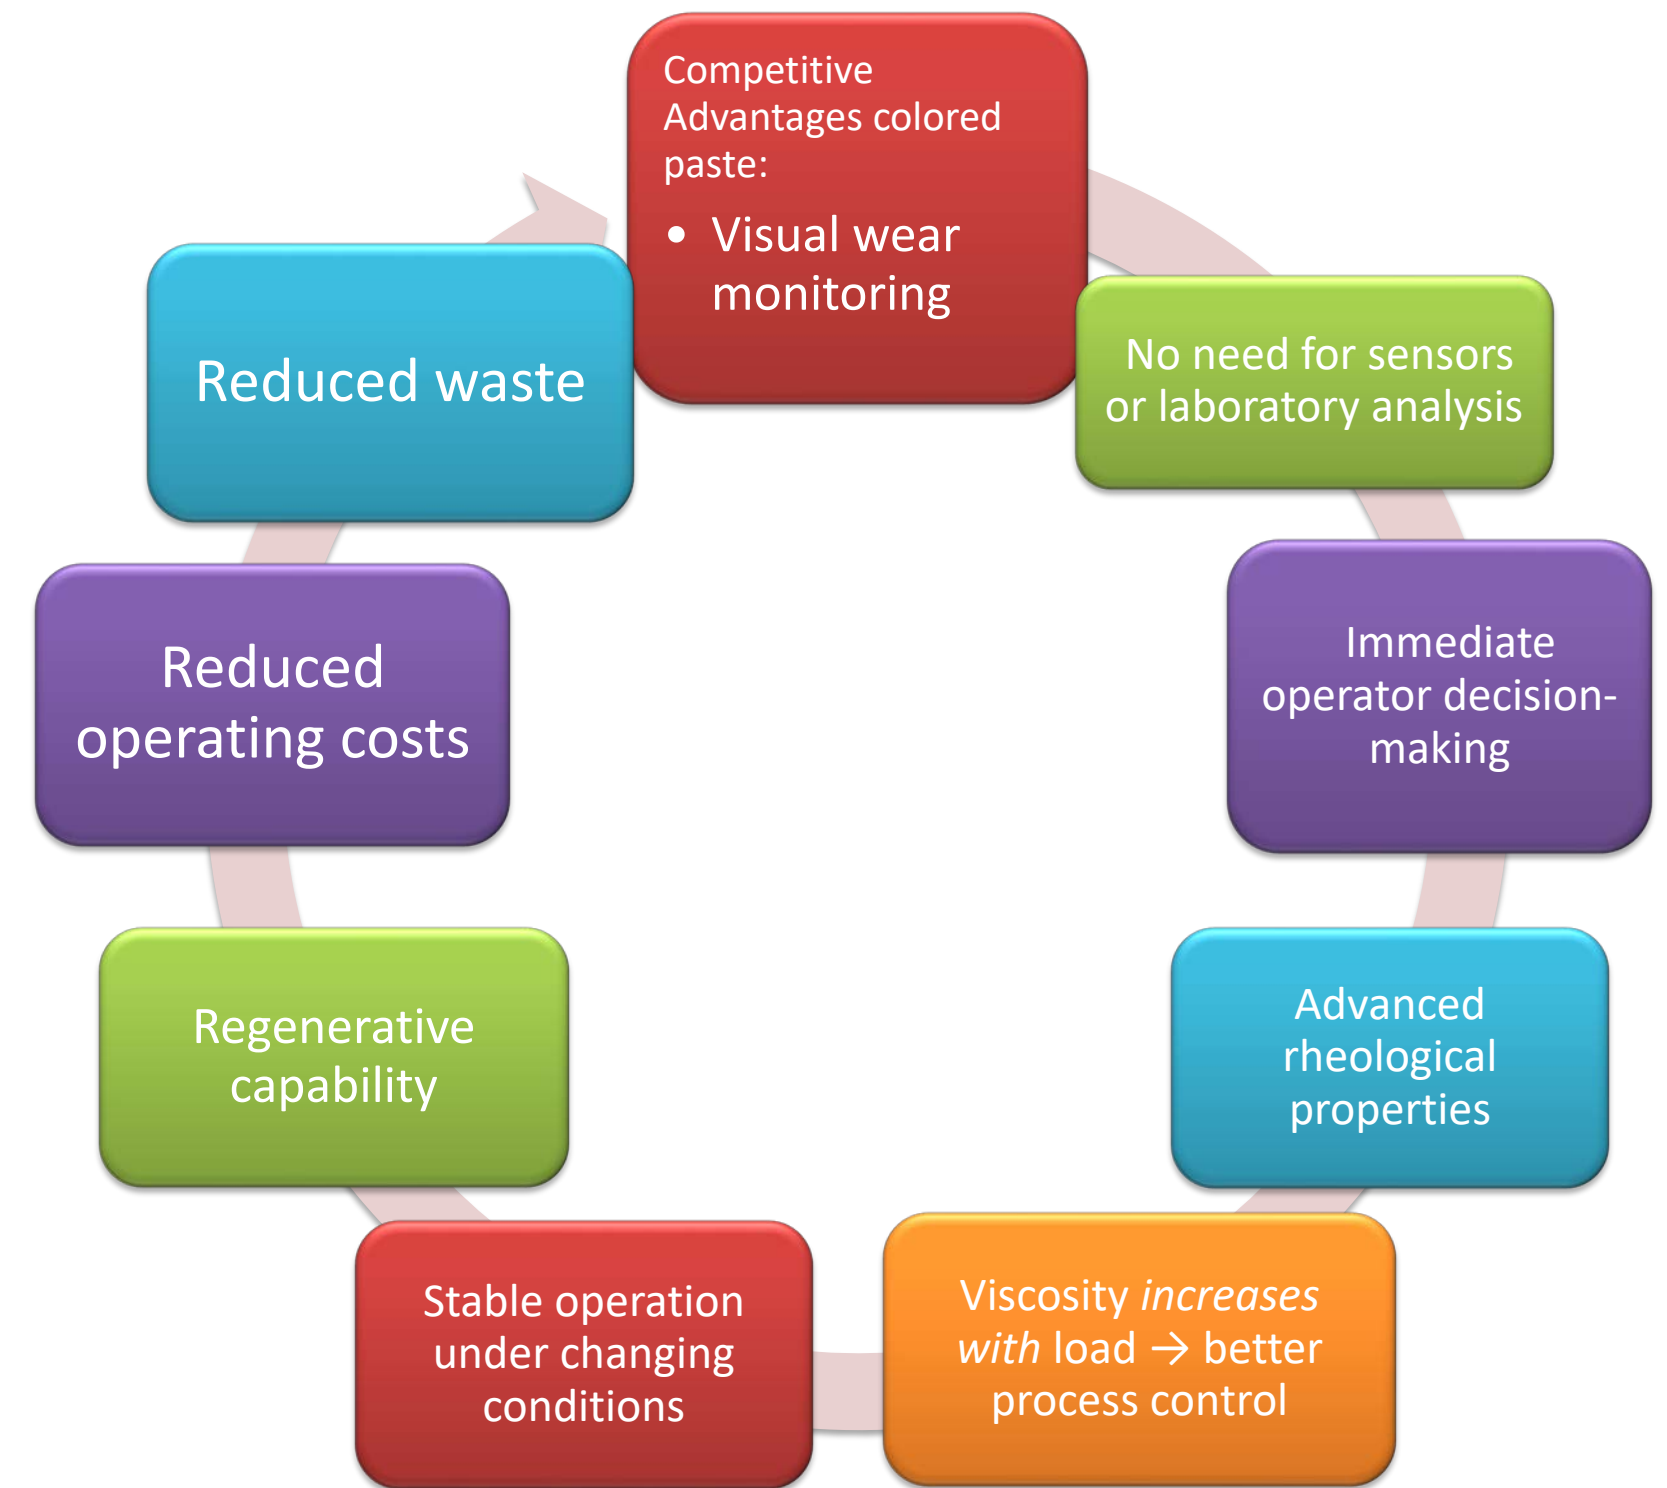 Competitive
Advantages colored
paste:
• Visual wear
monitoring
No need for sensors
or laboratory analysis
Immediate
operator decision-
making
Advanced
rheological
properties
Viscosity increases
with load → better
process control
Stable operation
under changing
conditions
Regenerative
capability
Reduced
operating costs
Reduced waste